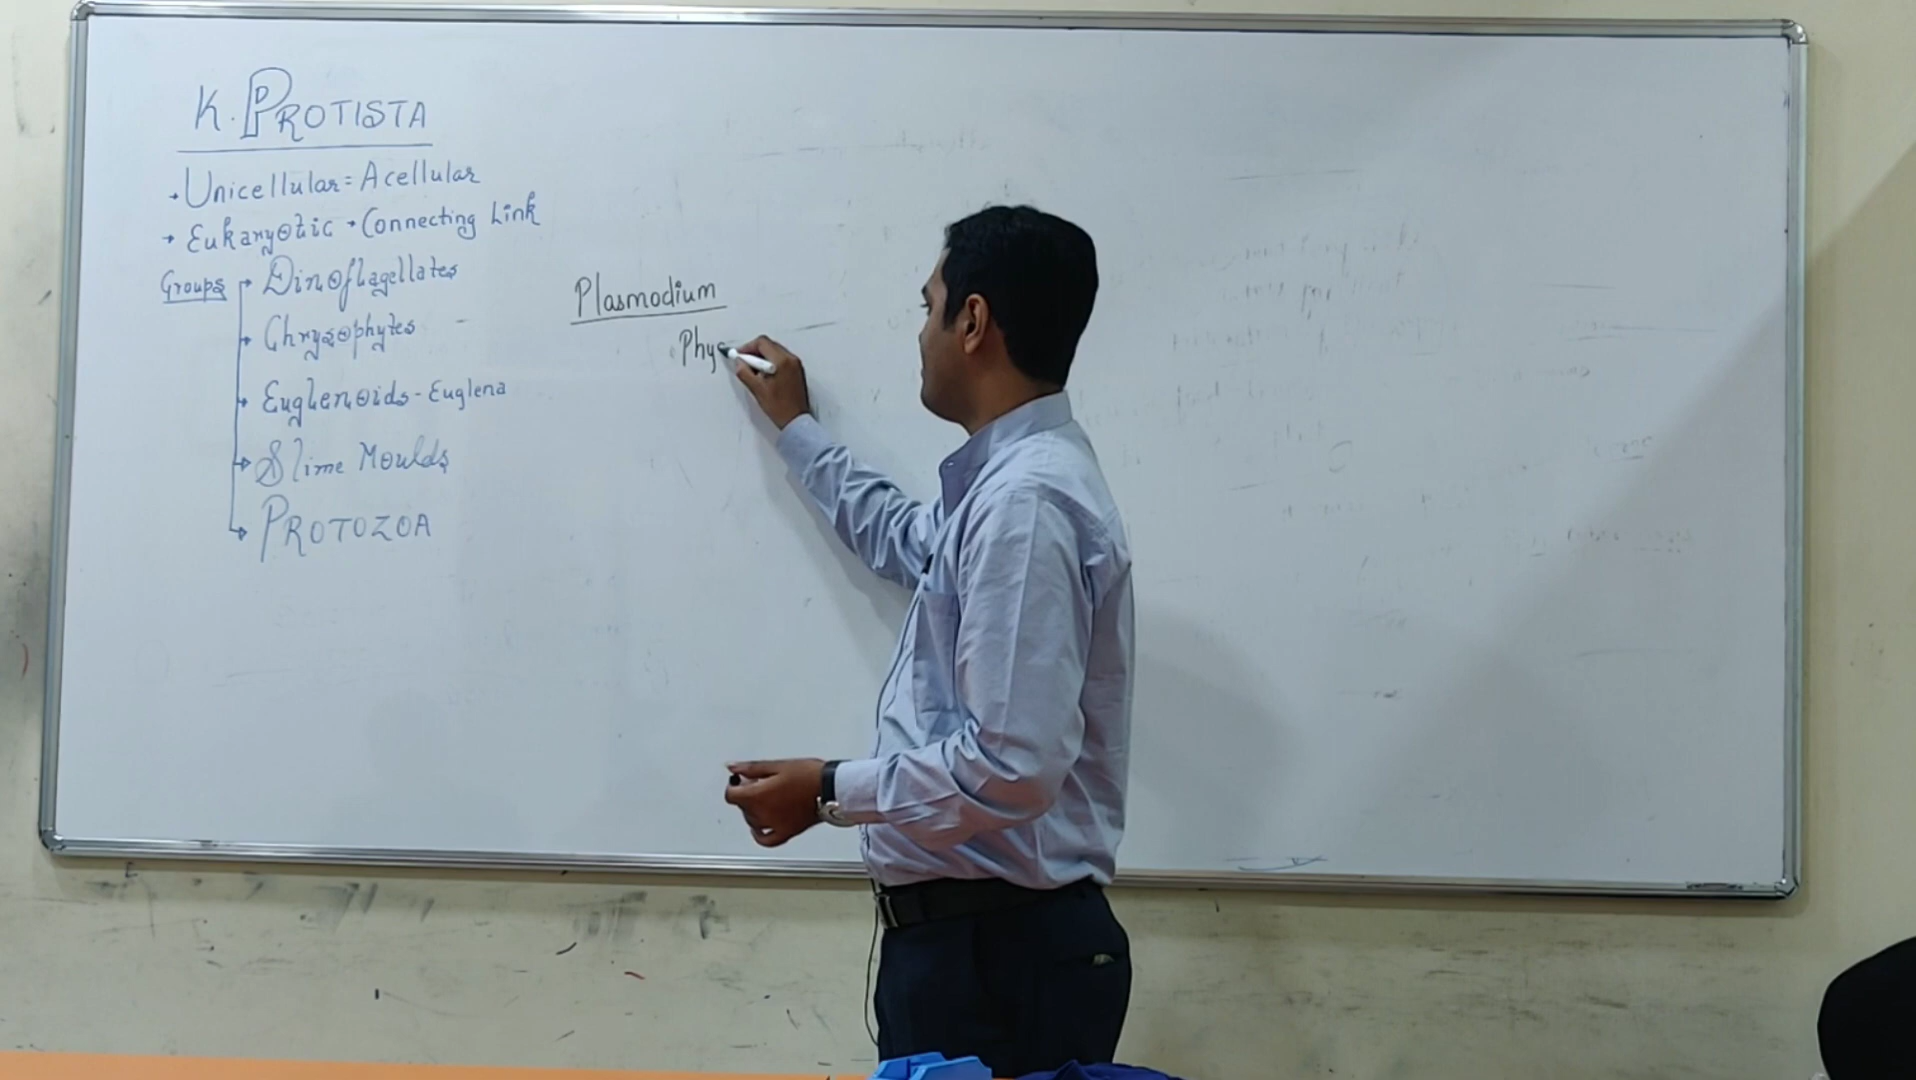 K. PROTISTA
→ Unicellular = Acellular
→ Eukaryotic → Connecting Link
Groups → Dinoflagellates
→ Chrysophytes -
→ Euglenoids - Euglena
→ Slime Moulds
→ PROTOZOA
Plasmodium
Phys